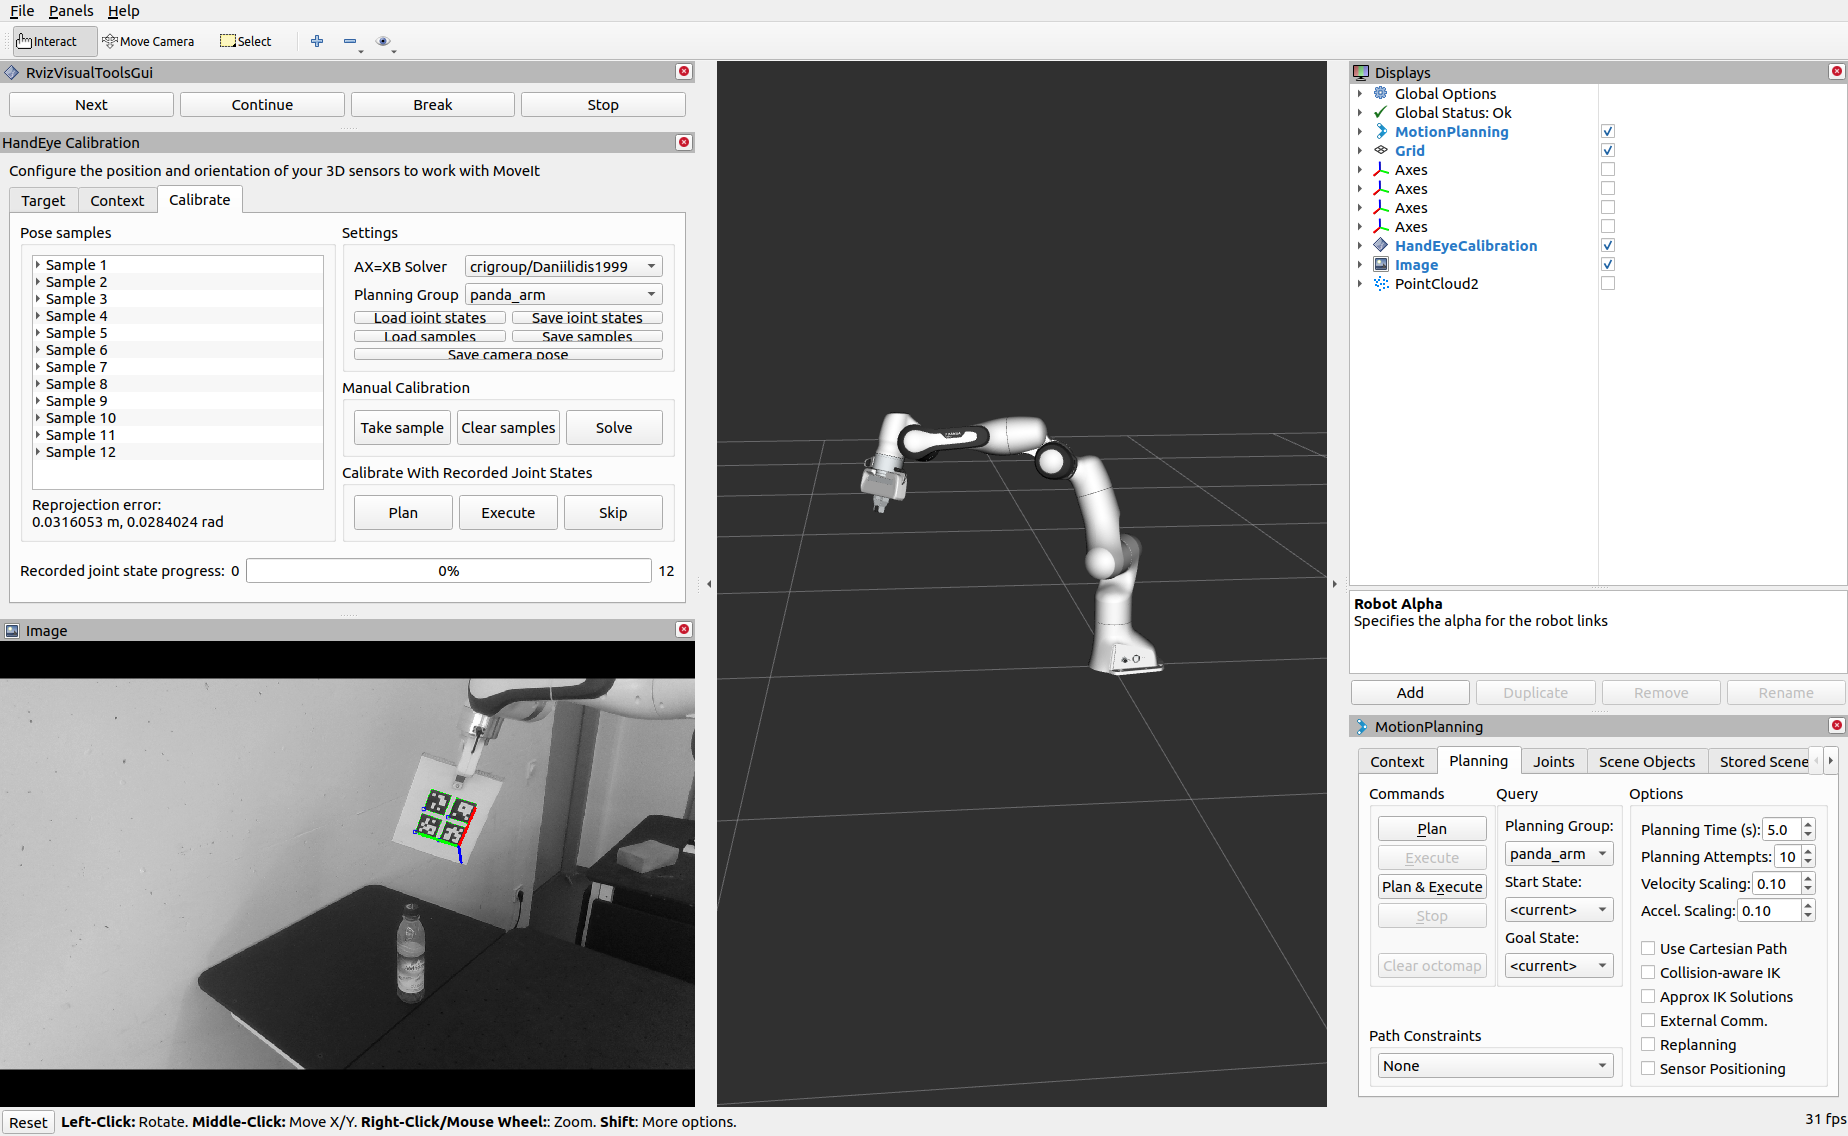 File Panels Help
Interact Move Camera Select
RvizVisualToolsGui
Next Continue Break Stop
HandEye Calibration
Configure the position and orientation of your 3D sensors to work with MoveIt
Target Context Calibrate
Pose samples
Sample 1
Sample 2
Sample 3
Sample 4
Sample 5
Sample 6
Sample 7
Sample 8
Sample 9
Sample 10
Sample 11
Sample 12
Reprojection error:
0.0316053 m, 0.0284024 rad
Settings
AX=XB Solver crigroup/Daniilidis1999
Planning Group panda_arm
Load joint states Save joint states
Load samples Save samples
Save camera pose
Manual Calibration
Take sample Clear samples Solve
Calibrate With Recorded Joint States
Plan Execute Skip
Recorded joint state progress: 0 0% 12
Image
Displays
Global Options
Global Status: Ok
MotionPlanning
Grid
Axes
Axes
Axes
Axes
HandEyeCalibration
Image
PointCloud2
Robot Alpha
Specifies the alpha for the robot links
Add Duplicate Remove Rename
MotionPlanning
Context Planning Joints Scene Objects Stored Scene
Commands
Plan
Execute
Plan & Execute
Stop
Clear octomap
Query
Planning Group:
panda_arm
Start State:
<current>
Goal State:
<current>
Options
Planning Time (s): 5.0
Planning Attempts: 10
Velocity Scaling: 0.10
Accel. Scaling: 0.10
Use Cartesian Path
Collision-aware IK
Approx IK Solutions
External Comm.
Replanning
Sensor Positioning
Path Constraints
None
Reset Left-Click: Rotate. Middle-Click: Move X/Y. Right-Click/Mouse Wheel:: Zoom. Shift: More options. 31 fps